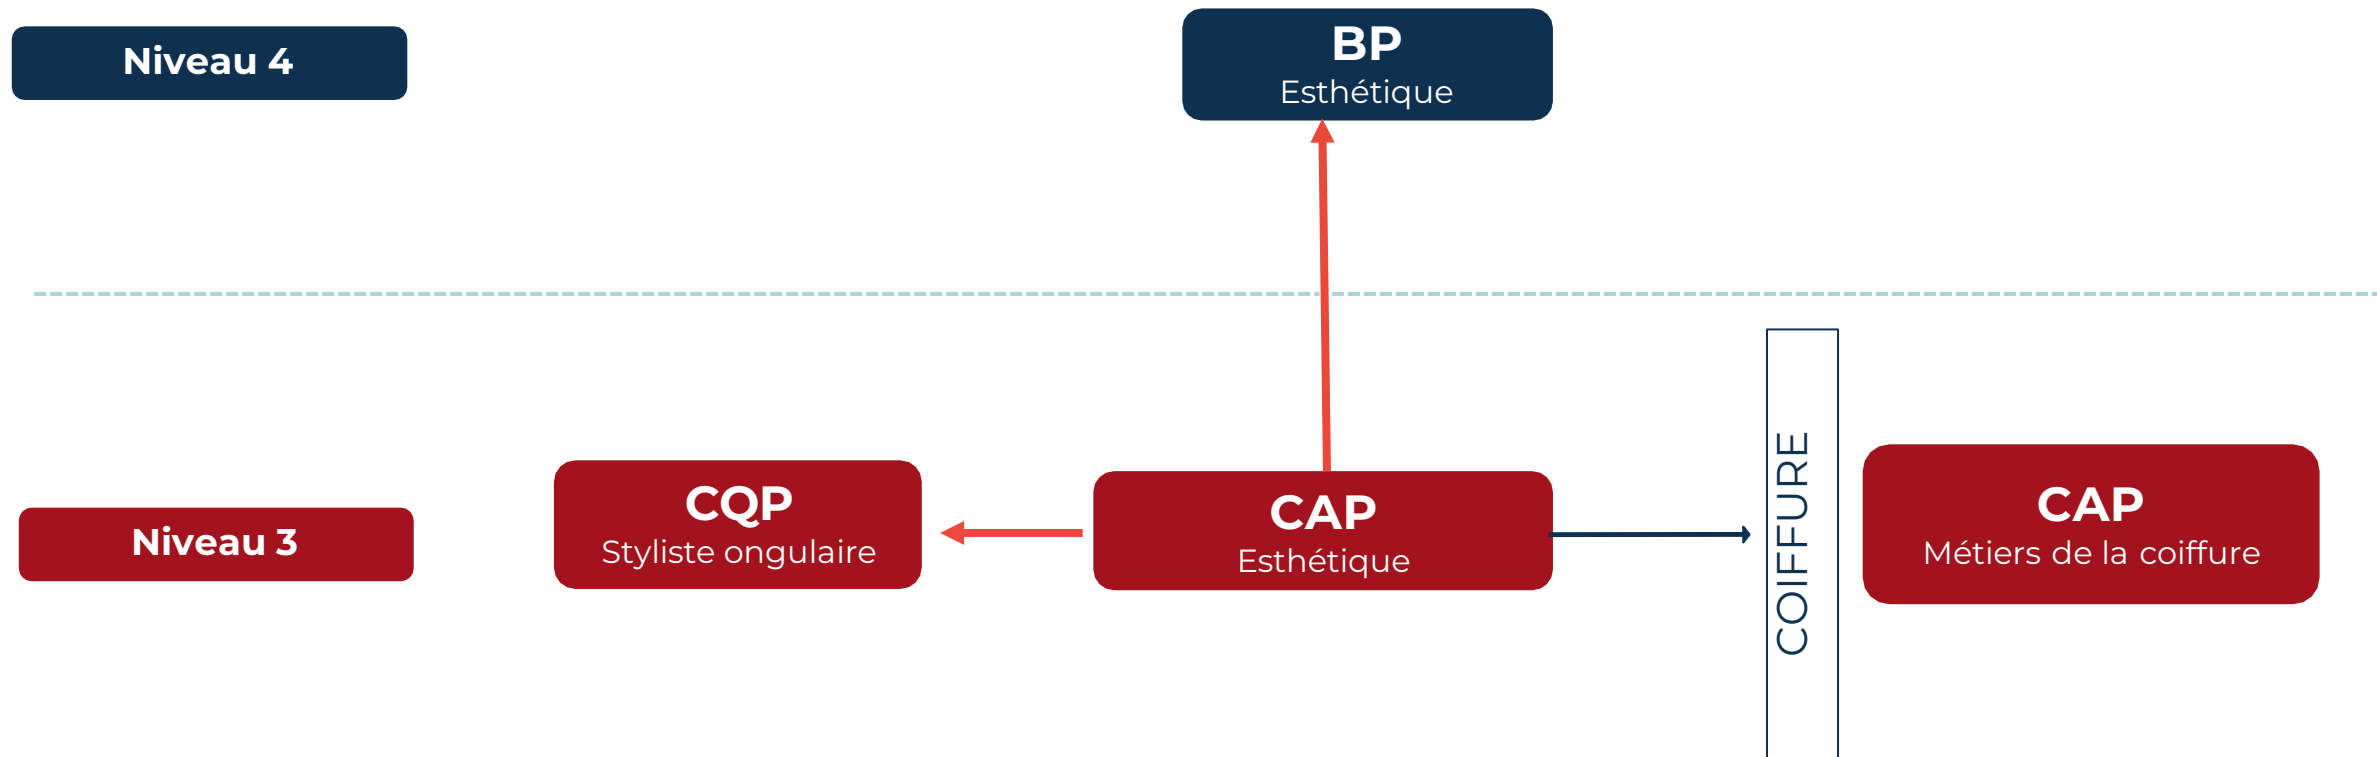 Niveau 4
BP
Esthétique
Niveau 3
CQP
Styliste ongulaire
CAP
Esthétique
COIFFURE
CAP
Métiers de la coiffure